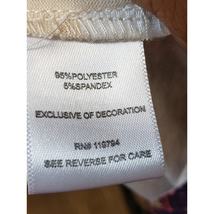 95%POLYESTER
5%SPANDEX
EXCLUSIVE OF DECORATION
RN# 119794
SEE REVERSE FOR CARE